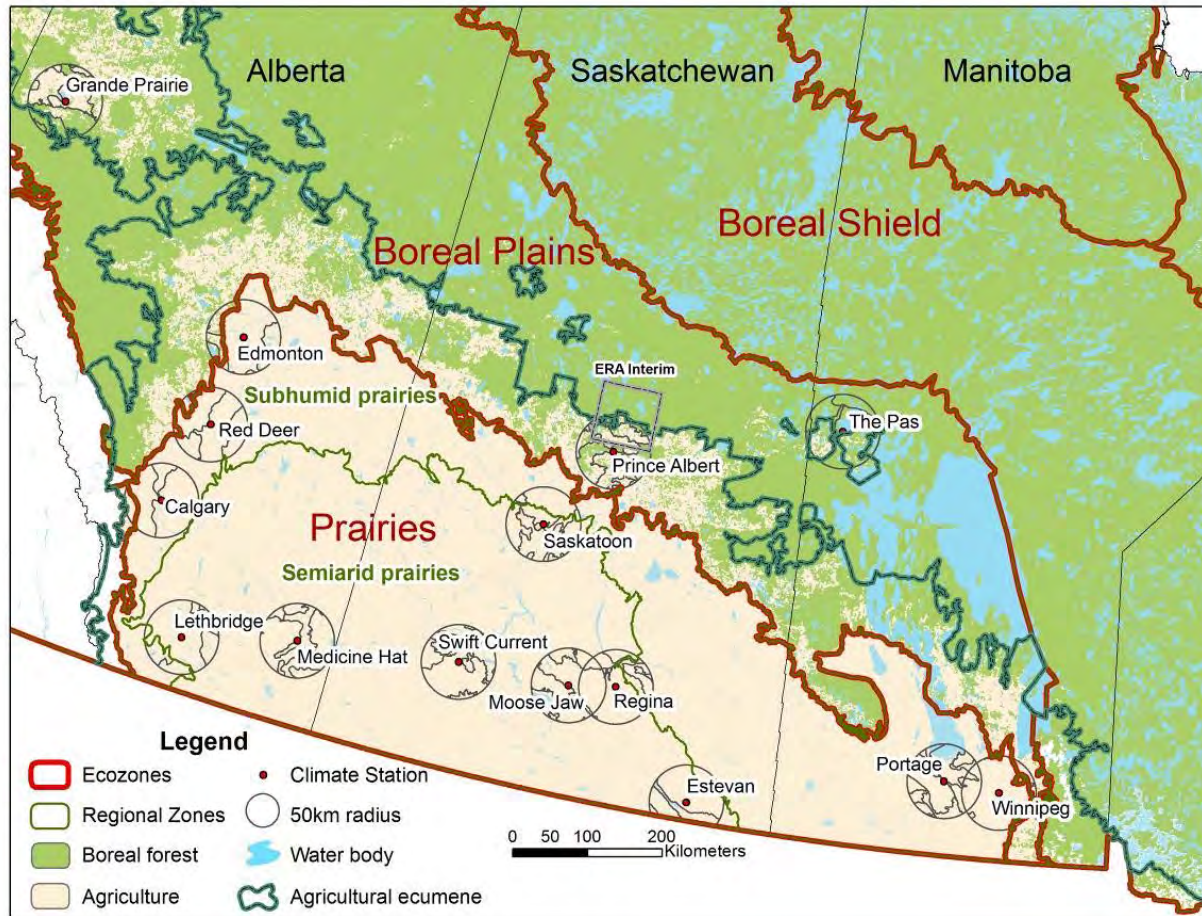 Alberta
Saskatchewan
Manitoba
Grande Prairie
Boreal Shield
Boreal Plains
Edmonton
ERA Interim
Subhumid prairies
Red Deer
The Pas
Prince Albert
Calgary
Prairies
Saskatoon
Semiarid prairies
Lethbridge
Medicine Hat
Swift Current
Moose Jaw
Regina
Portage
Estevan
Winnipeg
Legend
Ecozones
Climate Station
Regional Zones
50km radius
Boreal forest
Water body
Agriculture
Agricultural ecumene
0 50 100 200
Kilometers